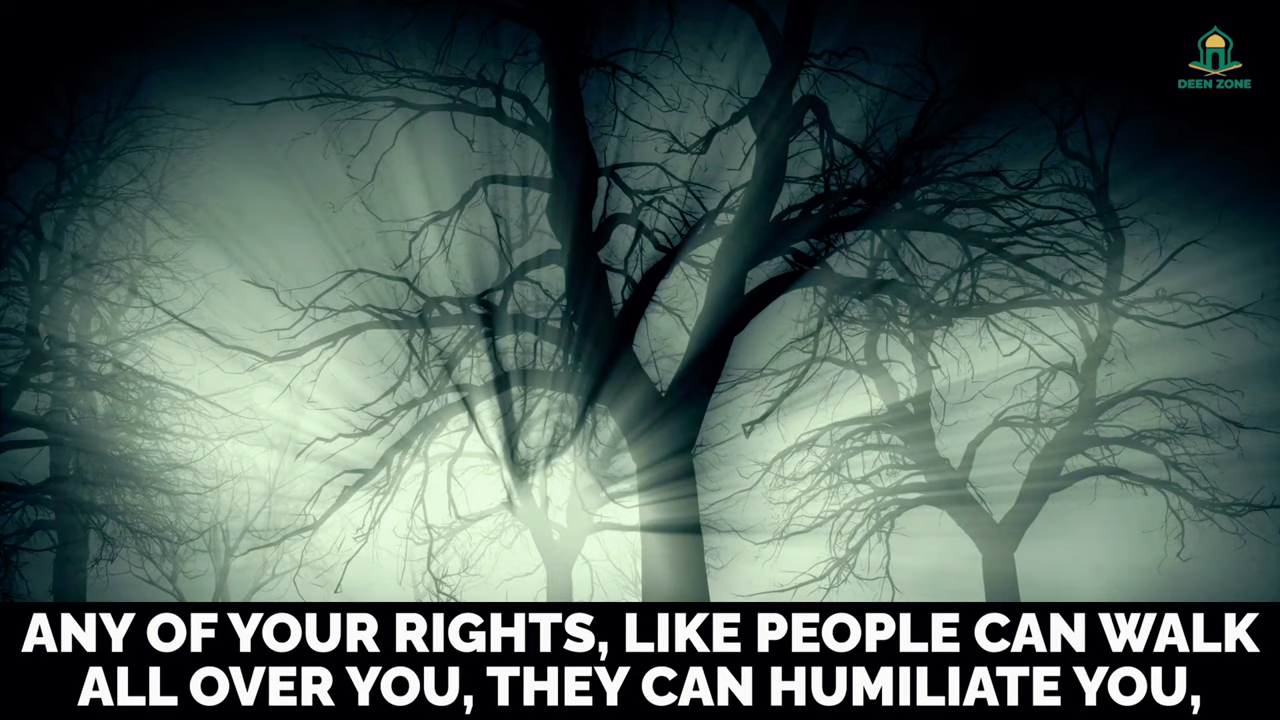 DEEN ZONE
ANY OF YOUR RIGHTS, LIKE PEOPLE CAN WALK
ALL OVER YOU, THEY CAN HUMILIATE YOU,